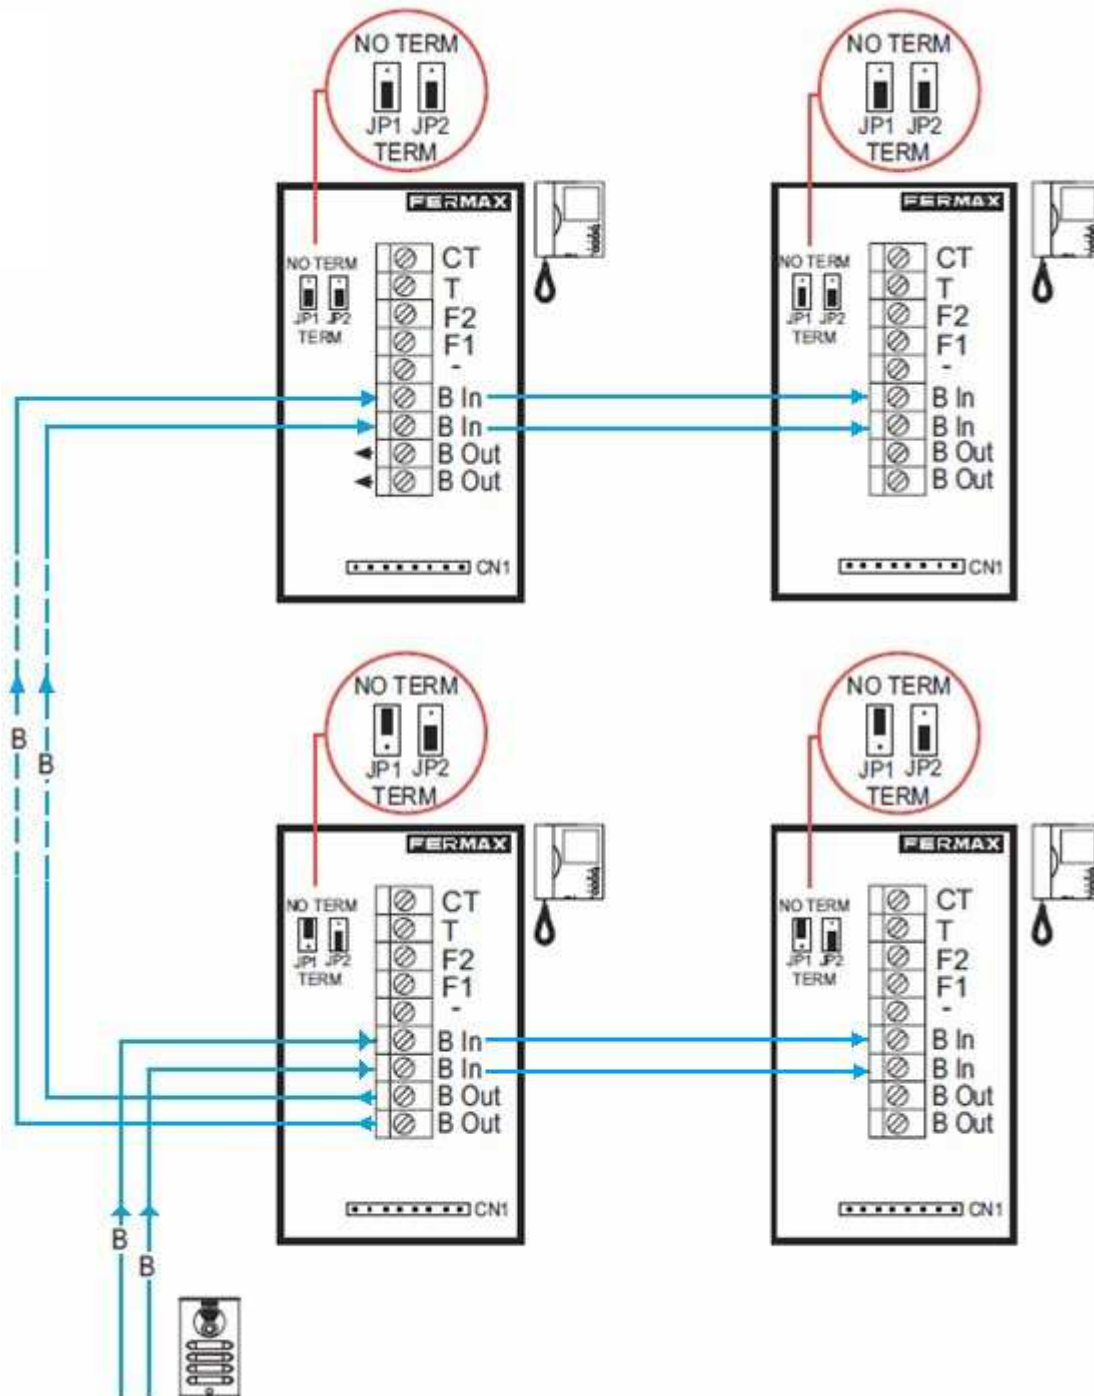 NO TERM
JP1 JP2
TERM
FERMAX
NO TERM
JP1 JP2
TERM
CT
T
F2
F1
-
B In
B In
B Out
B Out
CN1
NO TERM
JP1 JP2
TERM
FERMAX
NO TERM
JP1 JP2
TERM
CT
T
F2
F1
-
B In
B In
B Out
B Out
CN1
B
B
NO TERM
JP1 JP2
TERM
FERMAX
NO TERM
JP1 JP2
TERM
CT
T
F2
F1
-
B In
B In
B Out
B Out
CN1
NO TERM
JP1 JP2
TERM
FERMAX
NO TERM
JP1 JP2
TERM
CT
T
F2
F1
-
B In
B In
B Out
B Out
CN1
B
B